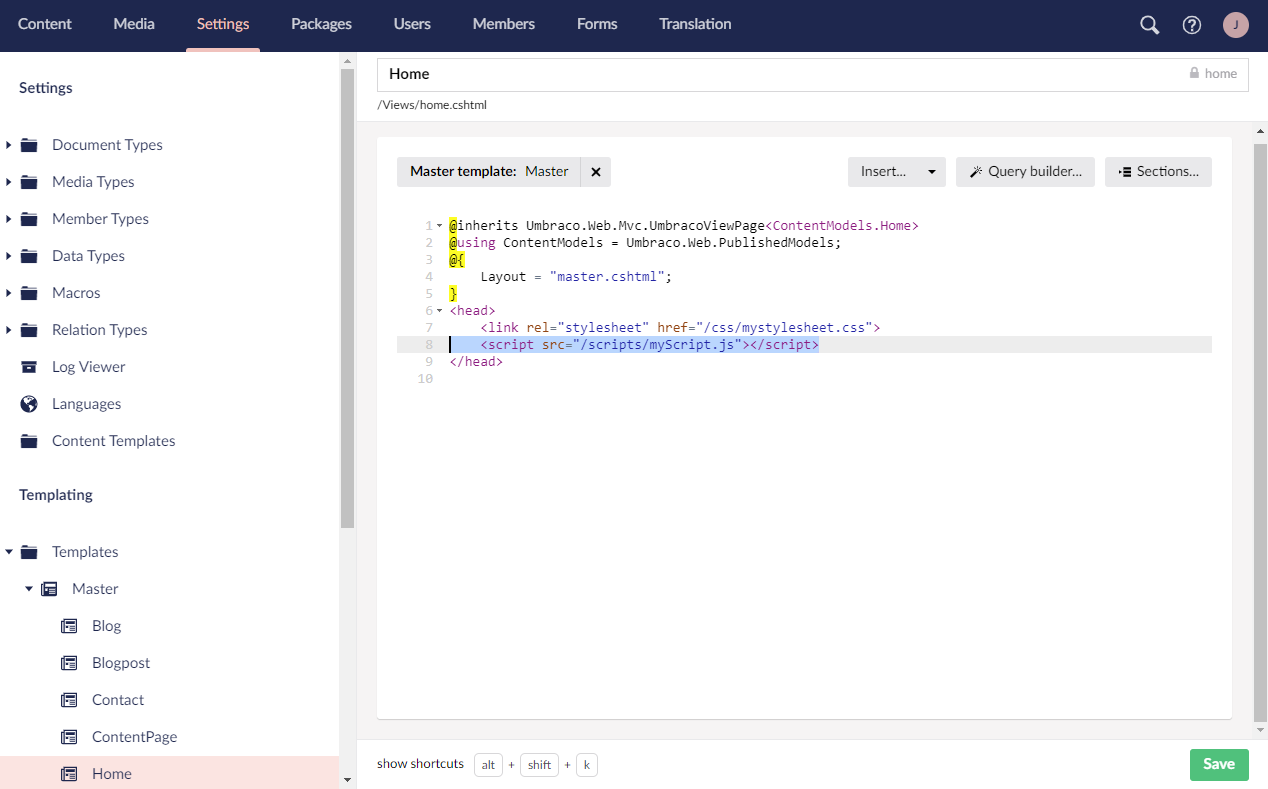 Content Media Settings Packages Users Members Forms Translation J
Settings
Document Types
Media Types
Member Types
Data Types
Macros
Relation Types
Log Viewer
Languages
Content Templates
Templating
Templates
Master
Blog
Blogpost
Contact
ContentPage
Home
Home home
/Views/home.cshtml
Master template: Master Insert... Query builder... Sections...
1 @inherits Umbraco.Web.Mvc.UmbracoViewPage<ContentModels.Home>
2 @using ContentModels = Umbraco.Web.PublishedModels;
3 @{
4 Layout = "master.cshtml";
5 }
6 <head>
7 <link rel="stylesheet" href="/css/mystylesheet.css">
8 <script src="/scripts/myScript.js"></script>
9 </head>
10
show shortcuts alt + shift + k Save